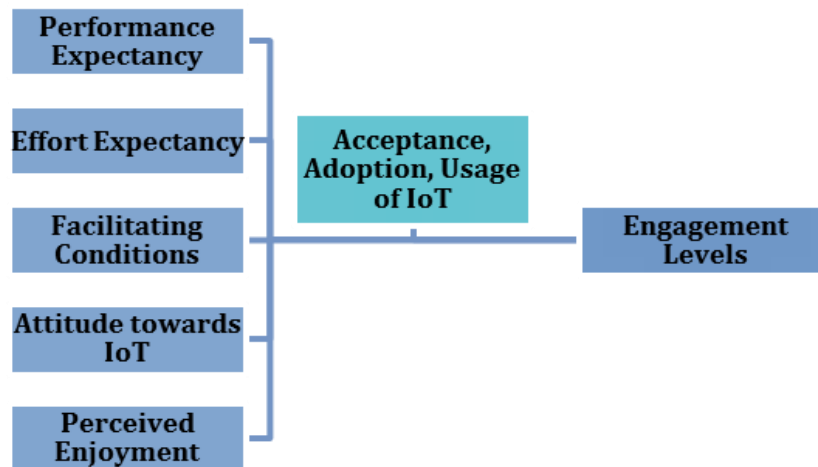 Performance
Expectancy
Effort Expectancy
Facilitating
Conditions
Attitude towards
IoT
Perceived
Enjoyment
Acceptance,
Adoption, Usage
of IoT
Engagement
Levels